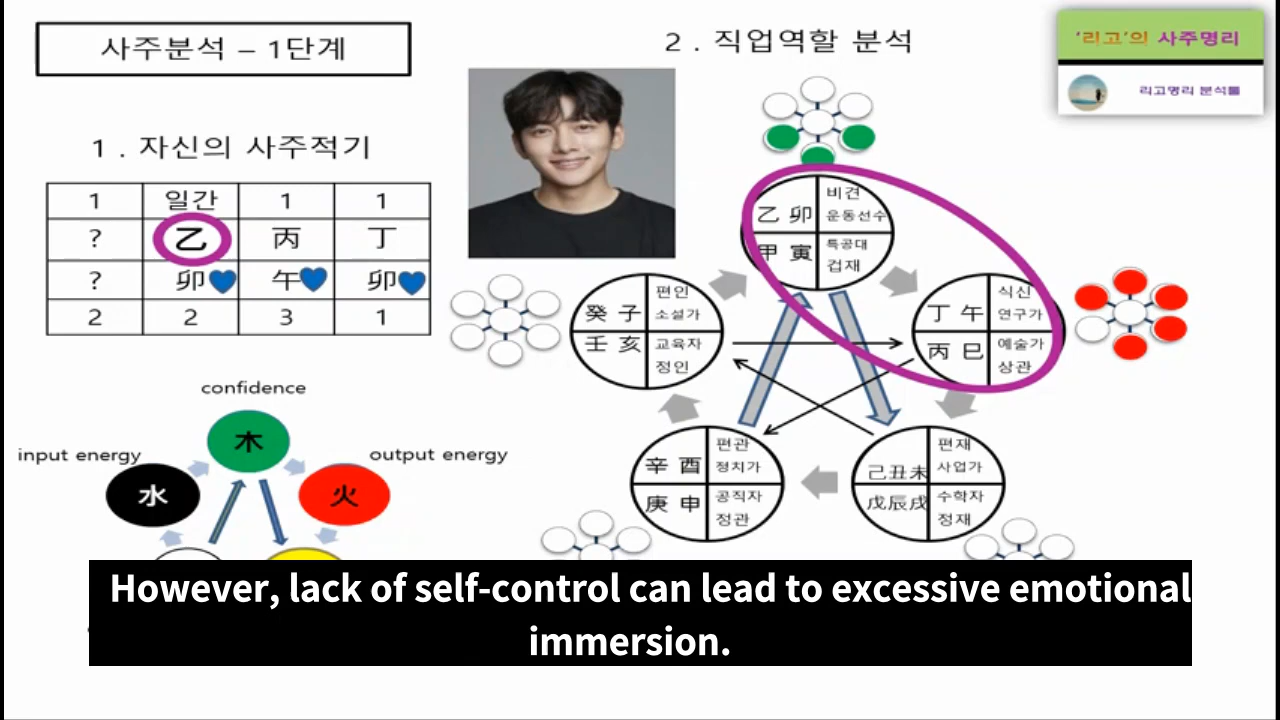 사주분석 – 1단계
2 . 직업역할 분석
'리고'의 사주명리
리고명리 분석툴
1 . 자신의 사주적기
1 일간 1 1
? 乙 丙 丁
? 卯 午 卯
2 2 3 1
乙 卯 비견 운동선수
甲 寅 특공대 겁재
癸 子 편인 소설가
壬 亥 교육자 정인
丁 午 식신 연구가
丙 巳 예술가 상관
辛 酉 편관 정치가
庚 申 공직자 정관
己丑未 편재 사업가
戊辰戌 수학자 정재
confidence
木
input energy
output energy
水
火
However, lack of self-control can lead to excessive emotional
immersion.